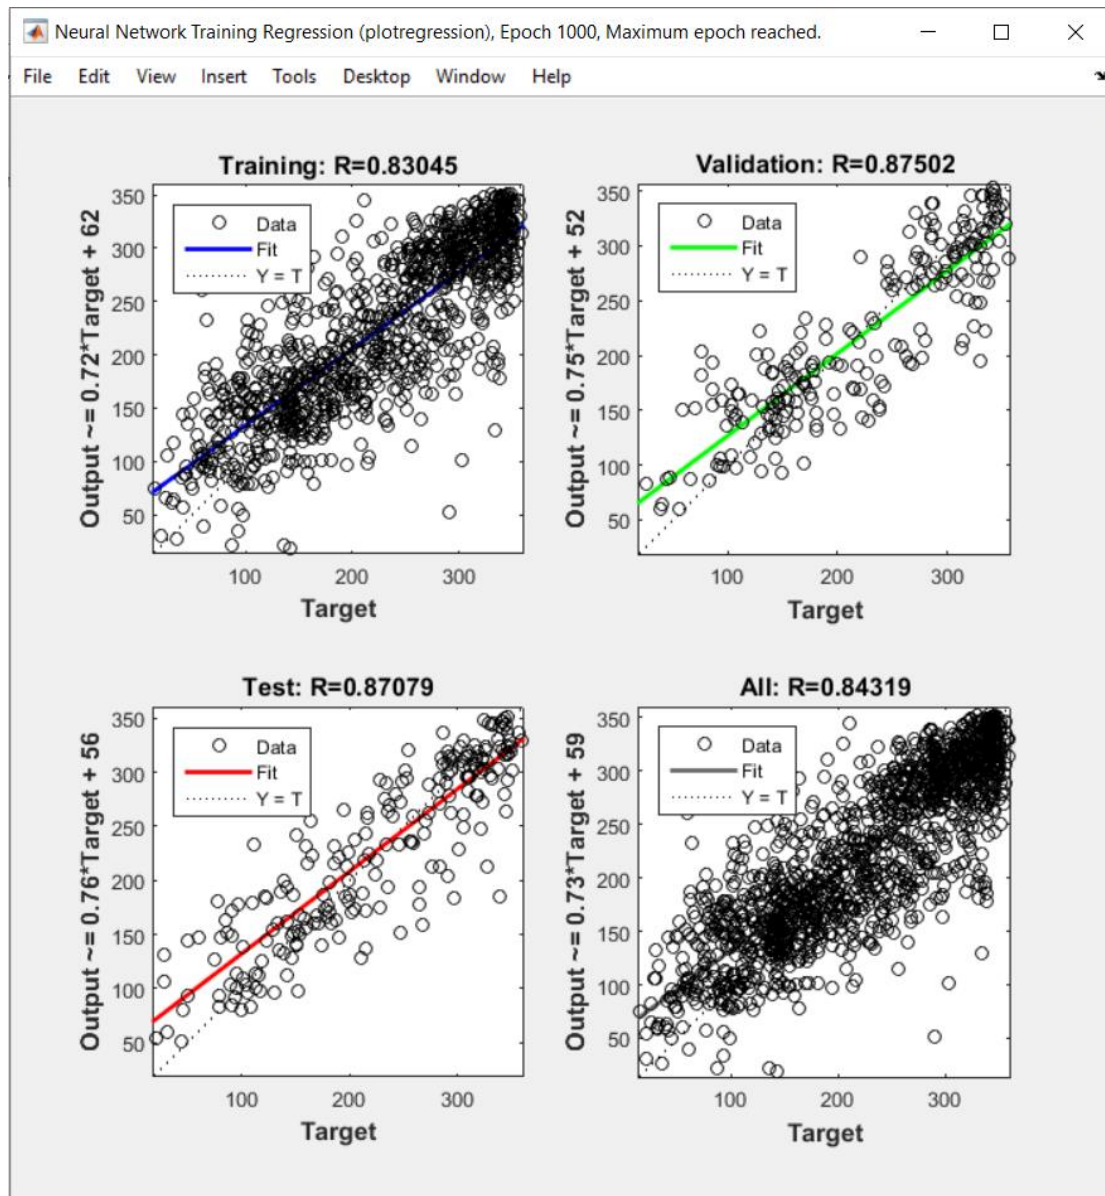 Neural Network Training Regression (plotregression), Epoch 1000, Maximum epoch reached.
File Edit View Insert Tools Desktop Window Help
Training: R=0.83045
Output ~= 0.72*Target + 62
350
300
250
200
150
100
50
Data
Fit
Y = T
100 200 300
Target
Validation: R=0.87502
Output ~= 0.75*Target + 52
350
300
250
200
150
100
50
Data
Fit
Y = T
100 200 300
Target
Test: R=0.87079
Output ~= 0.76*Target + 56
350
300
250
200
150
100
50
Data
Fit
Y = T
100 200 300
Target
All: R=0.84319
Output ~= 0.73*Target + 59
350
300
250
200
150
100
50
Data
Fit
Y = T
100 200 300
Target